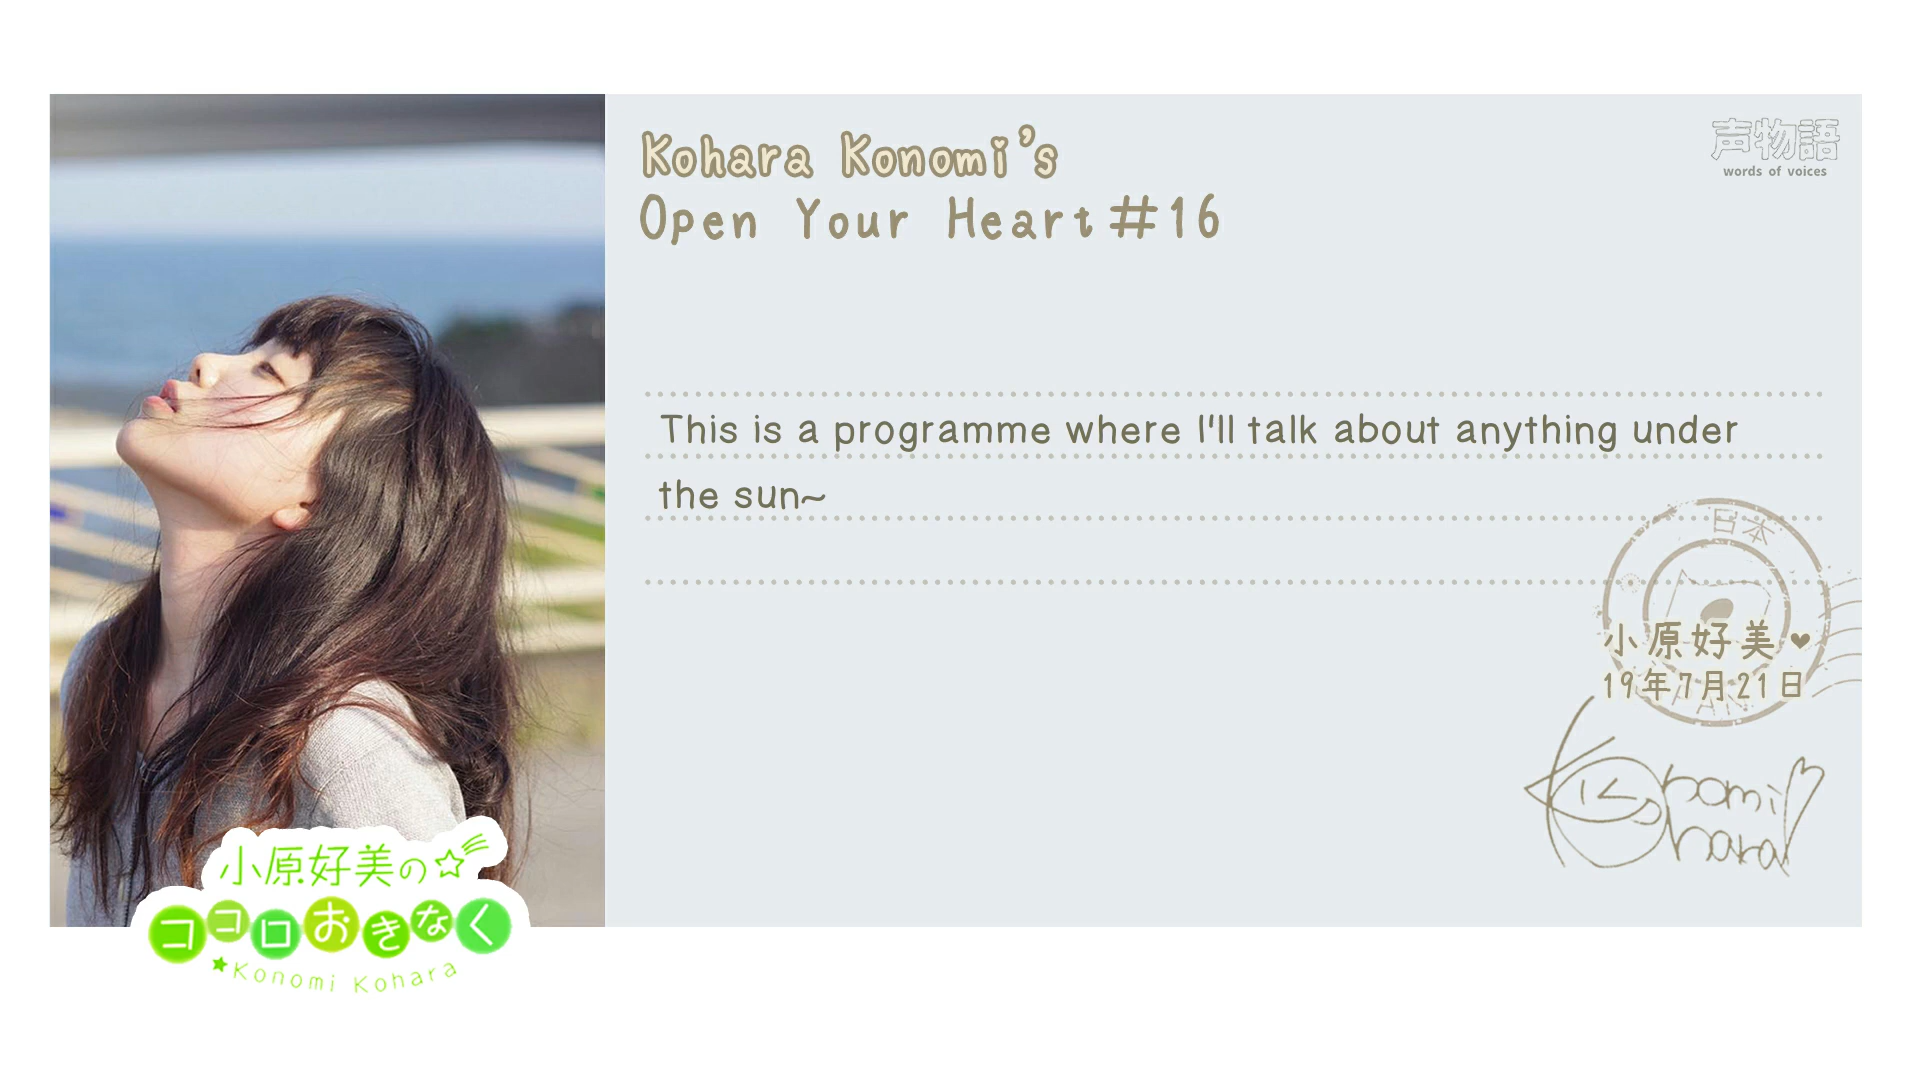 Kohara Konomi's
Open Your Heart#16
声物語
words of voices
This is a programme where I'll talk about anything under
the sun~
日本
小原好美❤
19年7月21日
JAPAN
Konomi
Kohara
小原好美の☆
ココロおきなく
★Konomi Kohara